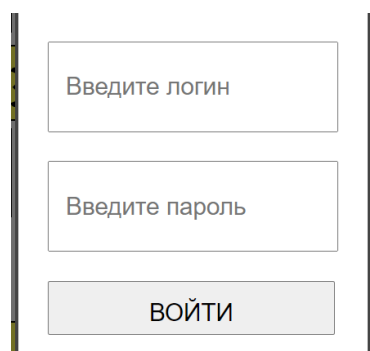 Введите логин
Введите пароль
ВОЙТИ